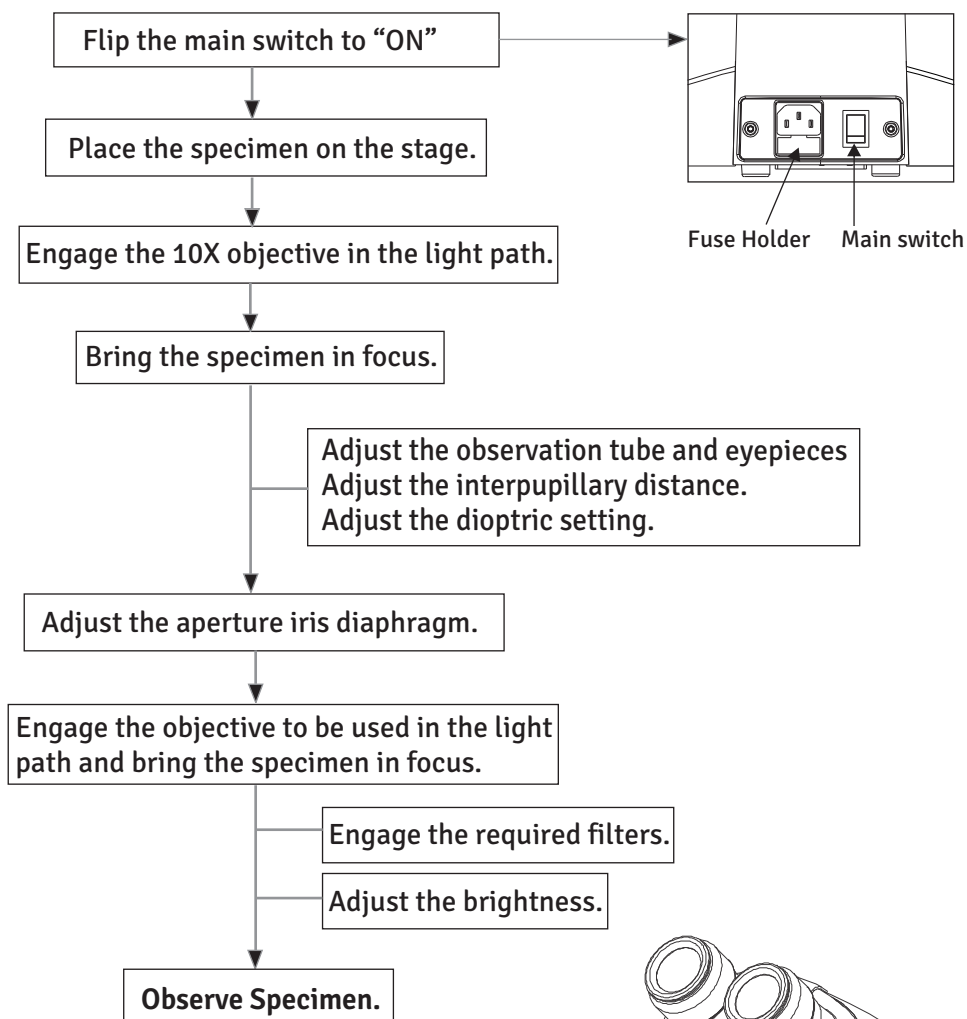 Flip the main switch to “ON”
Place the specimen on the stage.
Fuse Holder
Main switch
Engage the 10X objective in the light path.
Bring the specimen in focus.
Adjust the observation tube and eyepieces
Adjust the interpupillary distance.
Adjust the dioptric setting.
Adjust the aperture iris diaphragm.
Engage the objective to be used in the light
path and bring the specimen in focus.
Engage the required filters.
Adjust the brightness.
Observe Specimen.